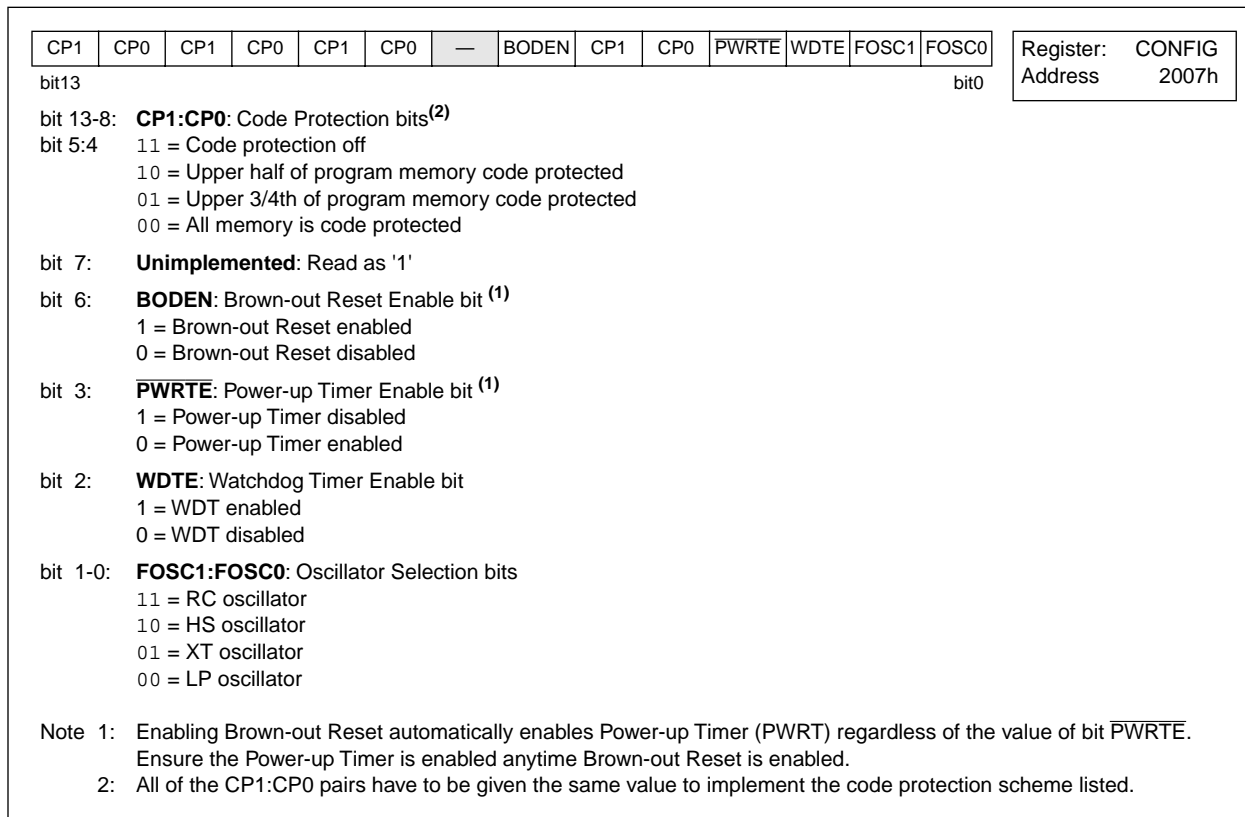 CP1 CP0 CP1 CP0 CP1 CP0 — BODEN CP1 CP0 PWRTE WDTE FOSC1 FOSC0
Register: CONFIG
Address 2007h
bit13 bit0
bit 13-8: CP1:CP0: Code Protection bits(2)
bit 5:4 11 = Code protection off
10 = Upper half of program memory code protected
01 = Upper 3/4th of program memory code protected
00 = All memory is code protected
bit 7: Unimplemented: Read as '1'
bit 6: BODEN: Brown-out Reset Enable bit (1)
1 = Brown-out Reset enabled
0 = Brown-out Reset disabled
bit 3: PWRTE: Power-up Timer Enable bit (1)
1 = Power-up Timer disabled
0 = Power-up Timer enabled
bit 2: WDTE: Watchdog Timer Enable bit
1 = WDT enabled
0 = WDT disabled
bit 1-0: FOSC1:FOSC0: Oscillator Selection bits
11 = RC oscillator
10 = HS oscillator
01 = XT oscillator
00 = LP oscillator
Note 1: Enabling Brown-out Reset automatically enables Power-up Timer (PWRT) regardless of the value of bit PWRTE.
Ensure the Power-up Timer is enabled anytime Brown-out Reset is enabled.
2: All of the CP1:CP0 pairs have to be given the same value to implement the code protection scheme listed.